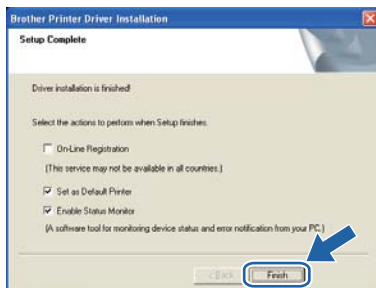 Brother Printer Driver Installation
Setup Complete
Driver installation is finished!
Select the actions to perform when Setup finishes.
On-Line Registration
(This service may not be available in all countries.)
Set as Default Printer
Enable Status Monitor
(A software tool for monitoring device status and error notification from your PC.)
< Back
Finish